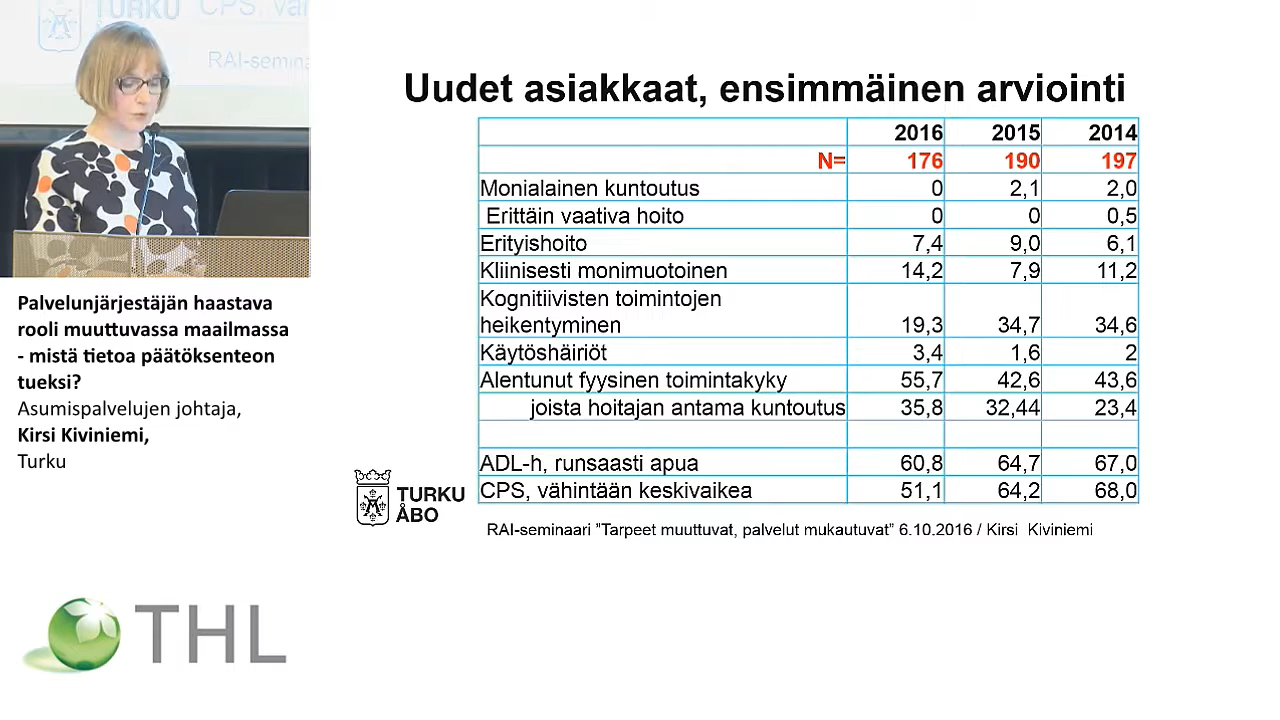 TURKU CPS, väh
RAI-semina
Uudet asiakkaat, ensimmäinen arviointi
2016 2015 2014
N= 176 190 197
Monialainen kuntoutus 0 2,1 2,0
Erittäin vaativa hoito 0 0 0,5
Erityishoito 7,4 9,0 6,1
Kliinisesti monimuotoinen 14,2 7,9 11,2
Kognitiivisten toimintojen
heikentyminen 19,3 34,7 34,6
Käytöshäiriöt 3,4 1,6 2
Alentunut fyysinen toimintakyky 55,7 42,6 43,6
joista hoitajan antama kuntoutus 35,8 32,44 23,4
ADL-h, runsaasti apua 60,8 64,7 67,0
CPS, vähintään keskivaikea 51,1 64,2 68,0
TURKU
ÅBO
RAI-seminaari ”Tarpeet muuttuvat, palvelut mukautuvat” 6.10.2016 / Kirsi Kiviniemi
Palvelunjärjestäjän haastava
rooli muuttuvassa maailmassa
- mistä tietoa päätöksenteon
tueksi?
Asumispalvelujen johtaja,
Kirsi Kiviniemi,
Turku
THL